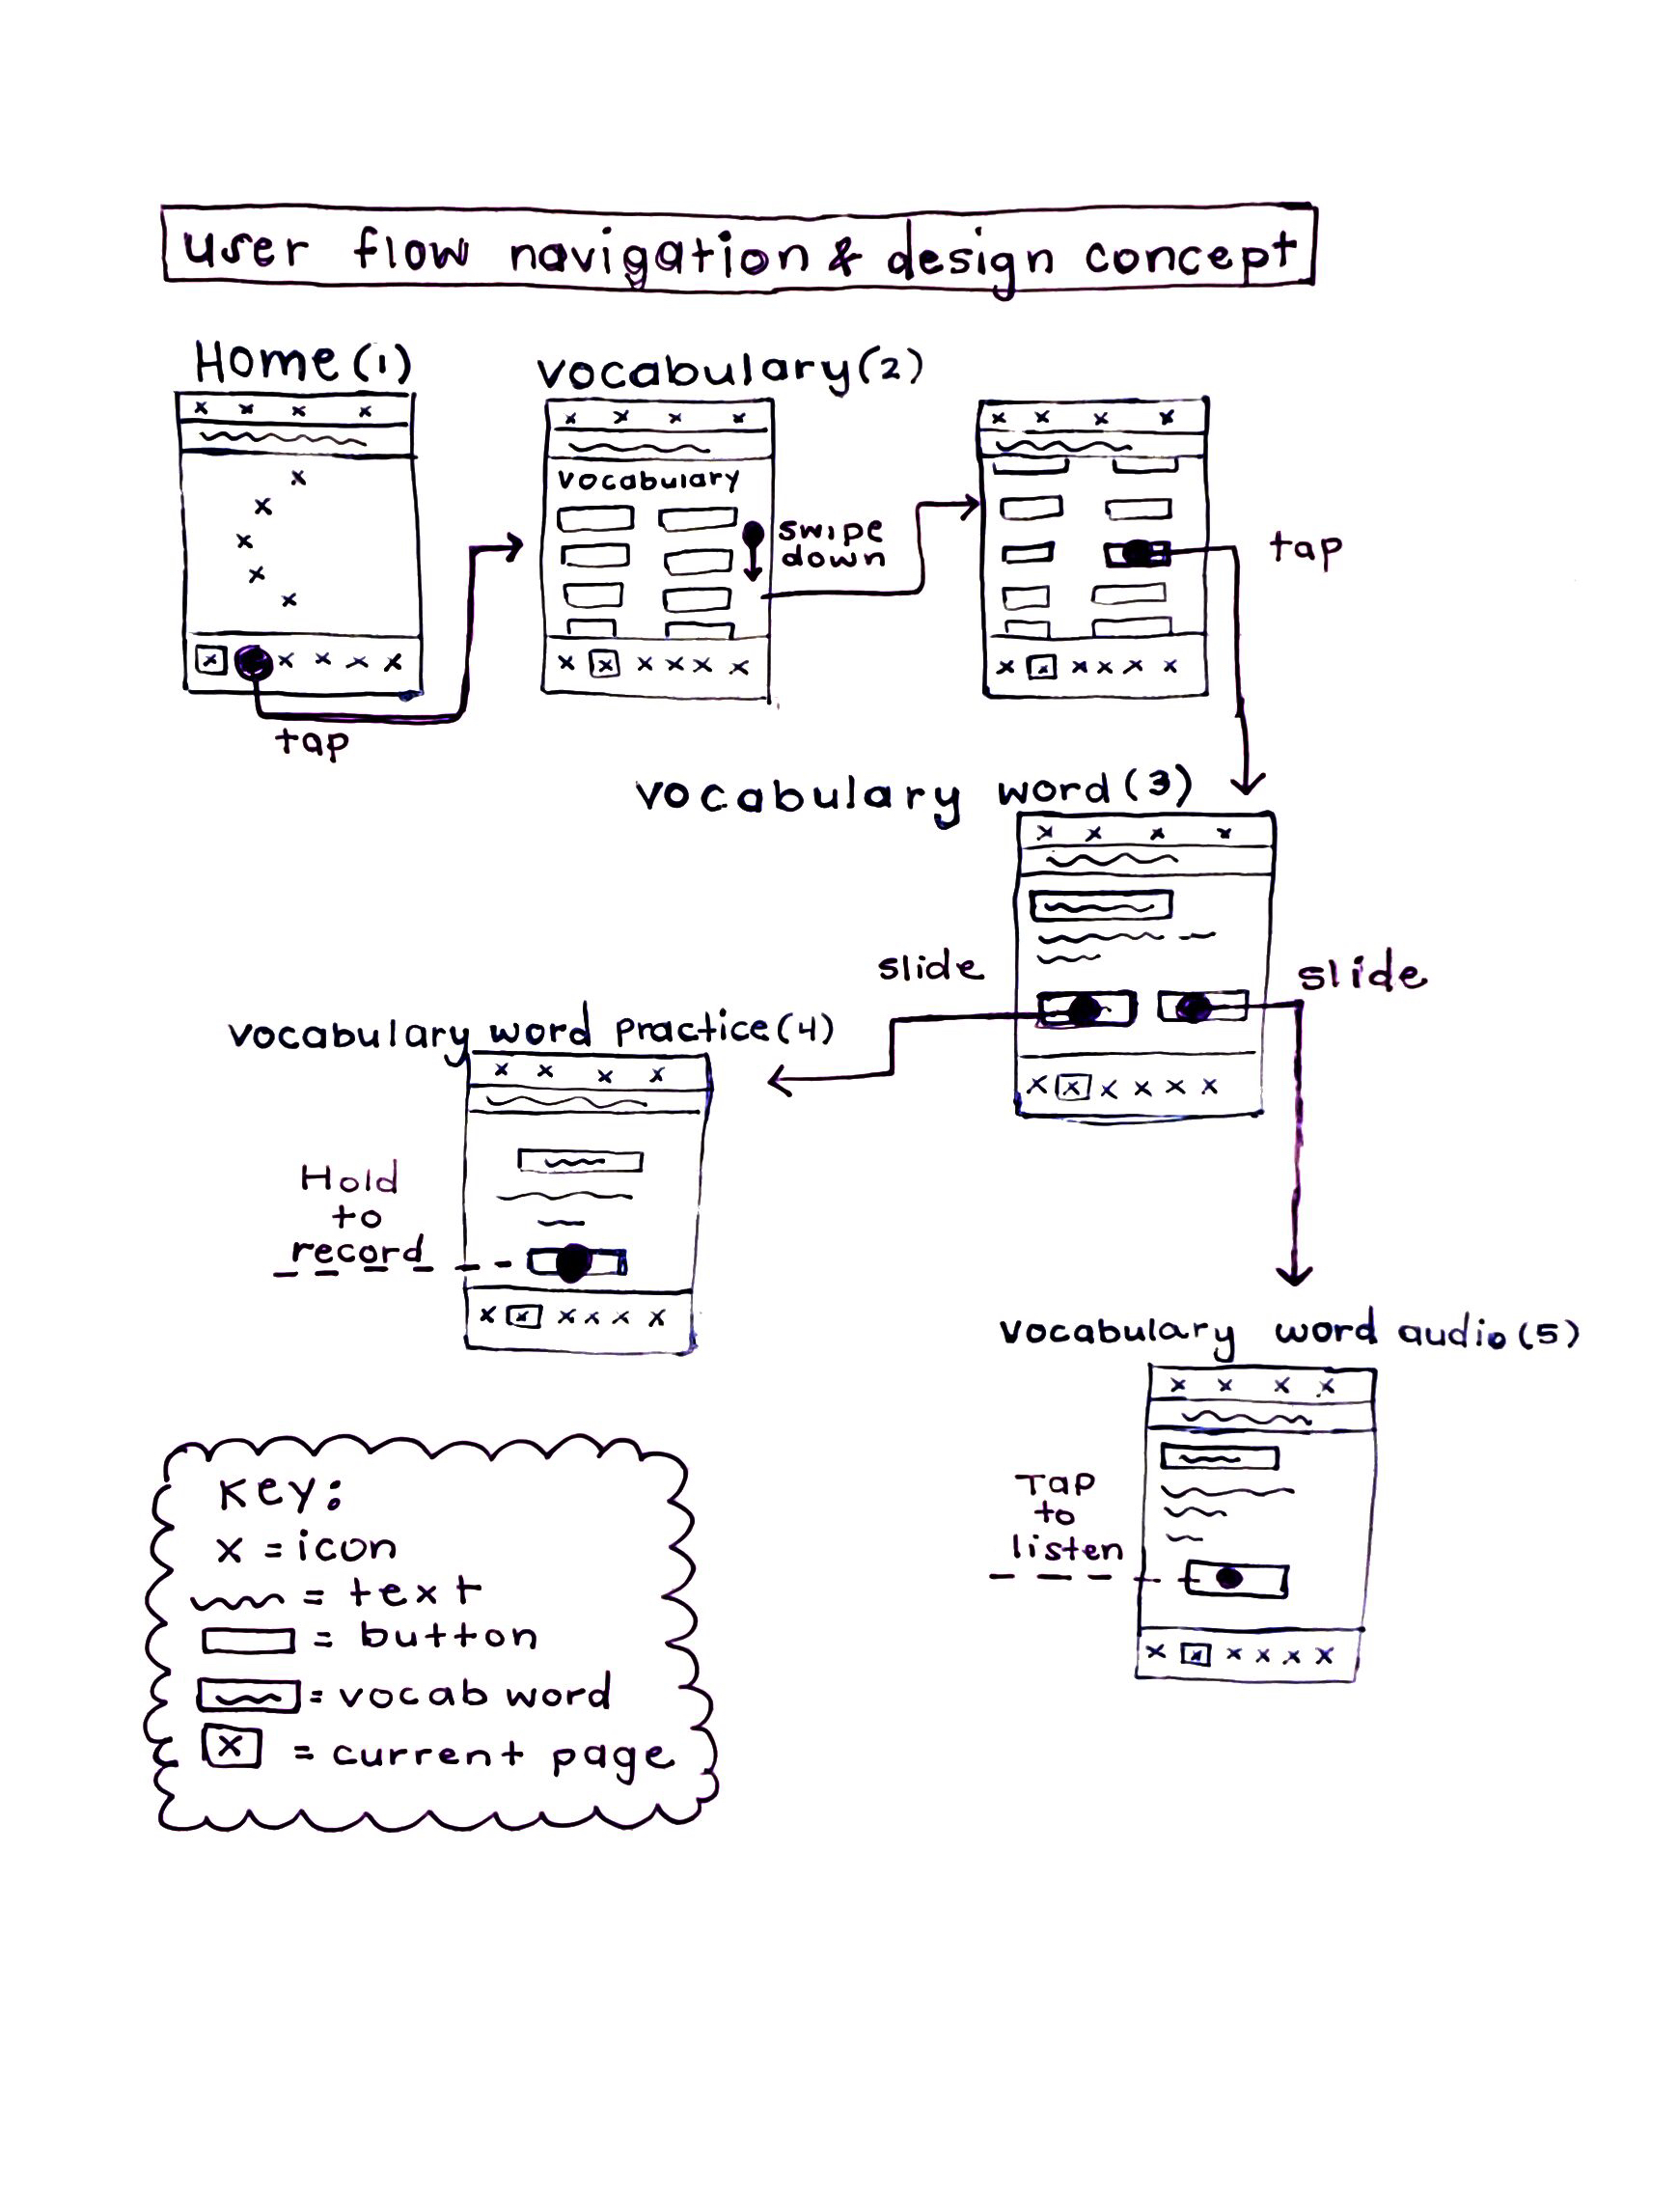 user flow navigation & design concept
Home(1)
vocabulary(2)
vocabulary
swipe
down
tap
tap
vocabulary word(3)
slide
slide
vocabulary word practice(4)
Hold
to
record
vocabulary word audio(5)
Tap
to
listen
Key:
x = icon
= text
= button
= vocab word
x = current page